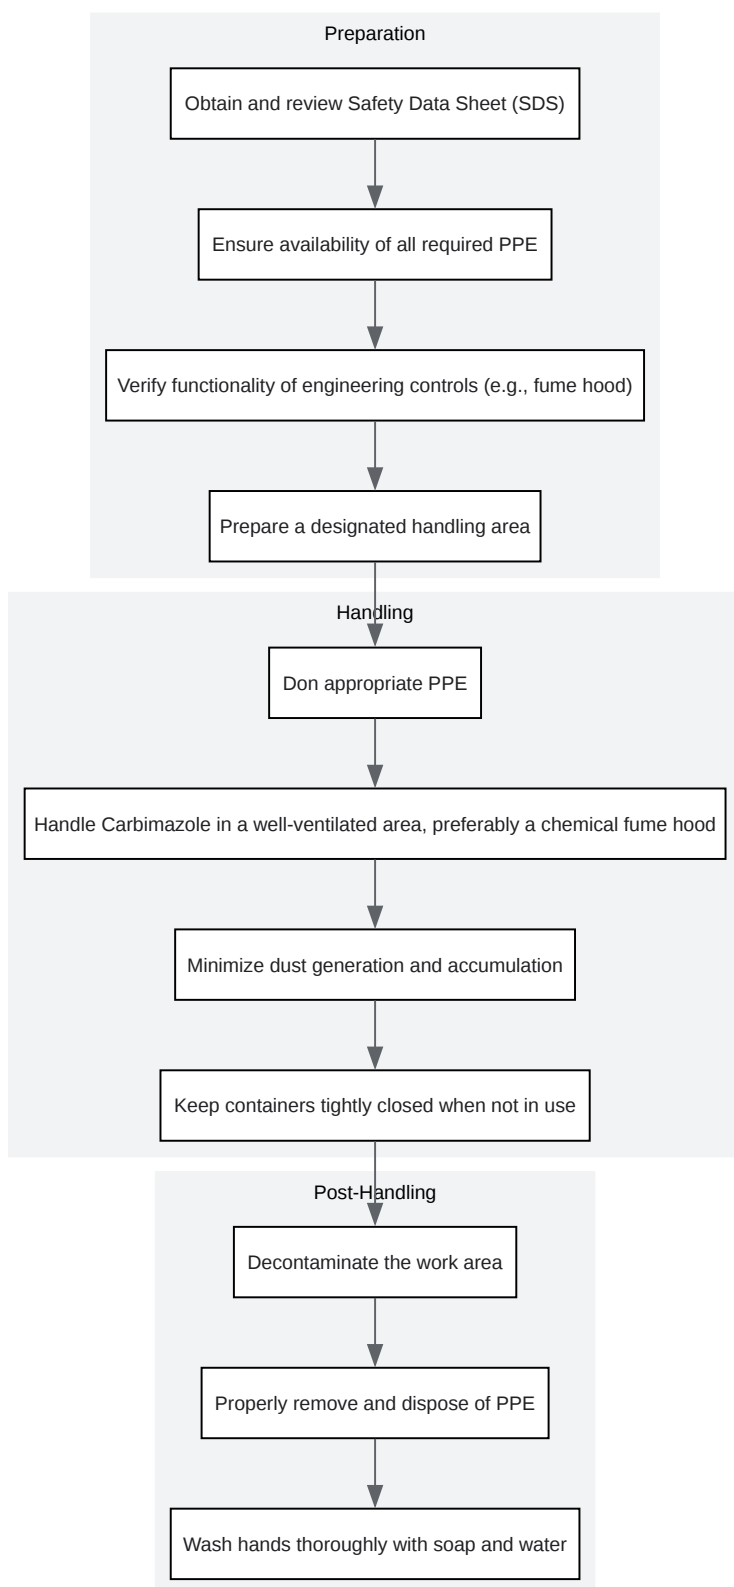 Preparation
Obtain and review Safety Data Sheet (SDS)
Ensure availability of all required PPE
Verify functionality of engineering controls (e.g., fume hood)
Prepare a designated handling area
Handling
Don appropriate PPE
Handle Carbimazole in a well-ventilated area, preferably a chemical fume hood
Minimize dust generation and accumulation
Keep containers tightly closed when not in use
Post-Handling
Decontaminate the work area
Properly remove and dispose of PPE
Wash hands thoroughly with soap and water